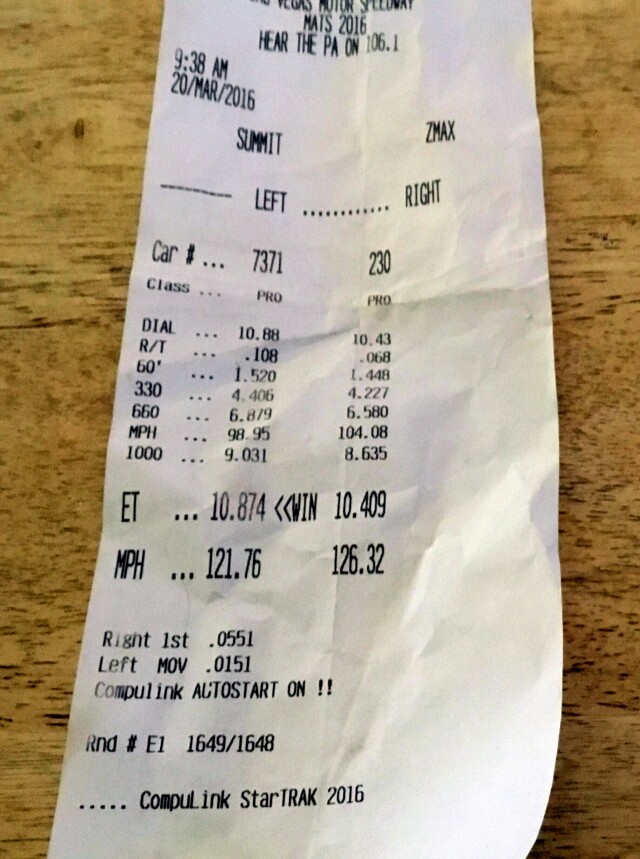 LAS VEGAS MOTOR SPEEDWAY
MATS 2016
HEAR THE PA ON 106.1
9:38 AM
20/MAR/2016
SUMMIT ZMAX
--------- LEFT ............ RIGHT
Car # ... 7371 230
Class ... PRO PRO
DIAL ... 10.88 10.43
R/T ... .108 .068
60' ... 1.520 1.448
330 ... 4.406 4.227
660 ... 6.879 6.580
MPH ... 98.95 104.08
1000 ... 9.031 8.635
ET ... 10.874 <<WIN 10.409
MPH ... 121.76 126.32
Right 1st .0551
Left MOV .0151
Compulink AUTOSTART ON !!
Rnd # E1 1649/1648
..... CompuLink StarTRAK 2016